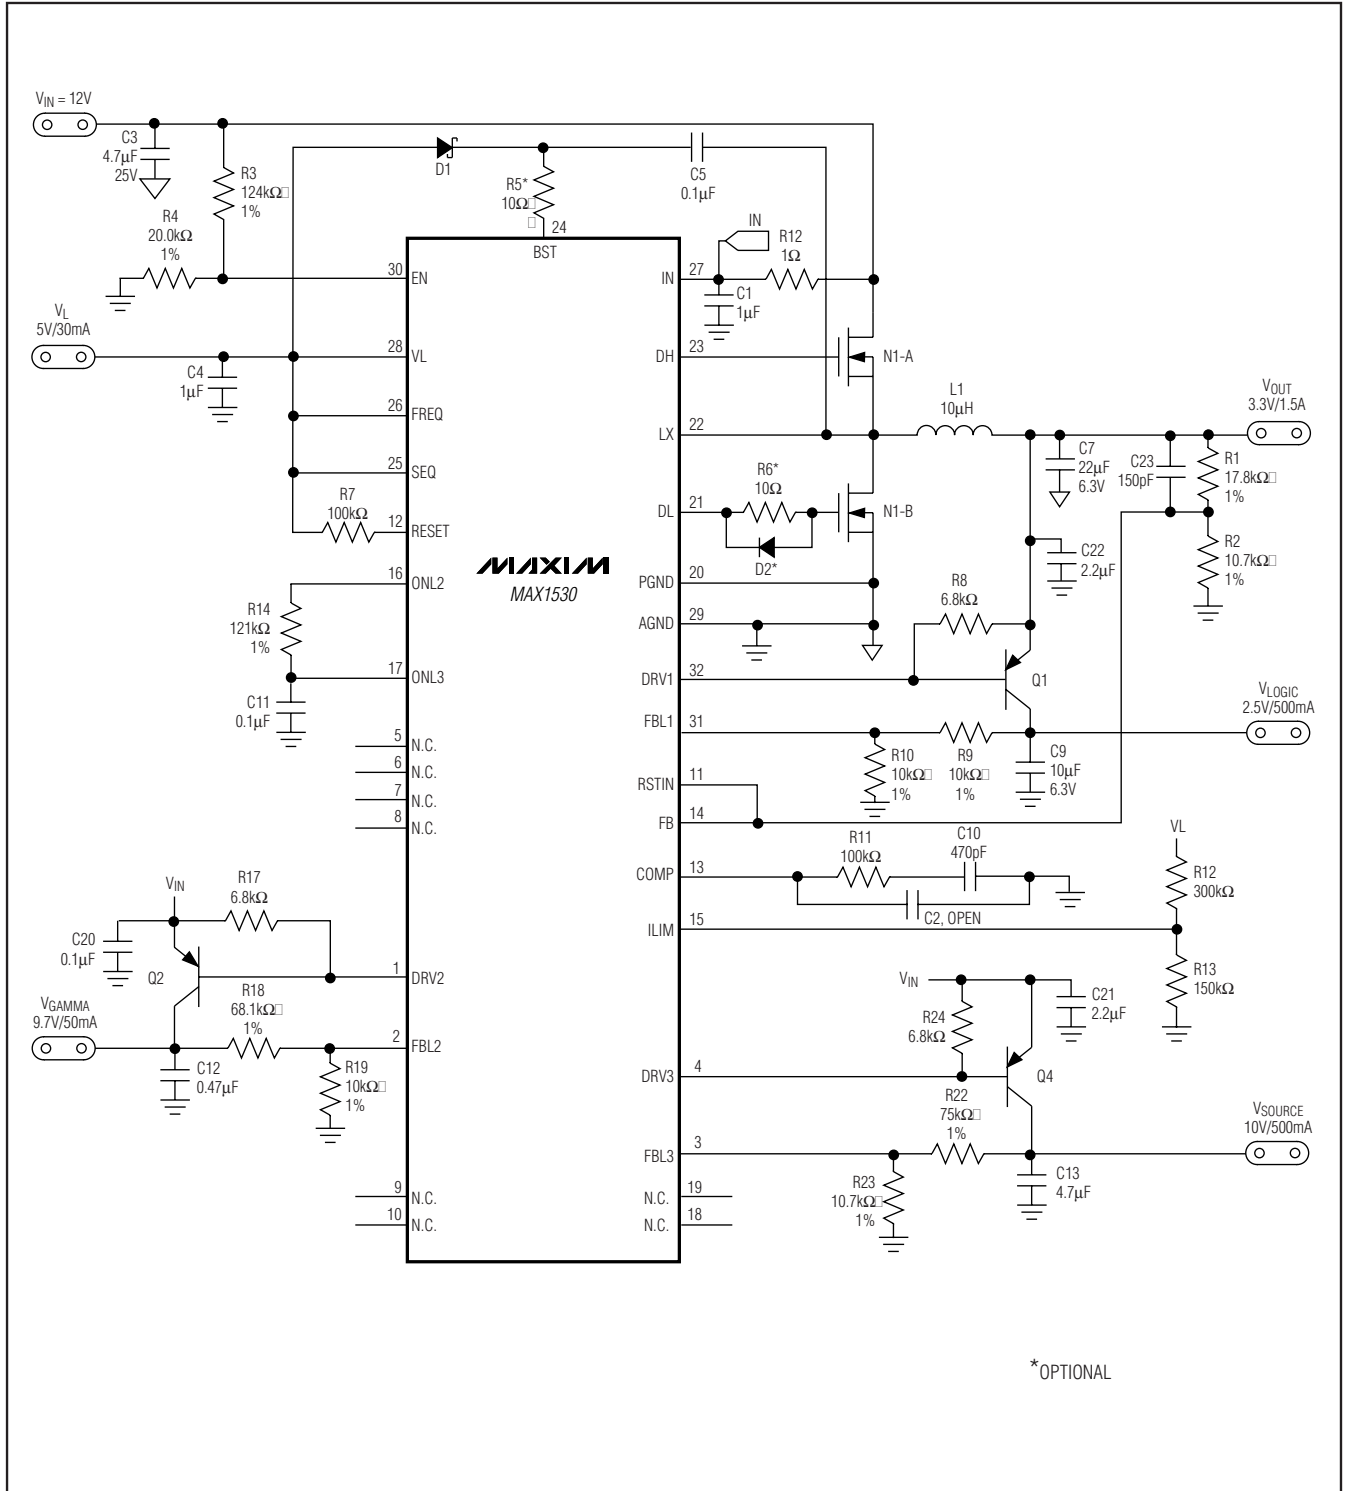 V_IN = 12V
C3
4.7µF
25V
R3
124kΩ
1%
R4
20.0kΩ
1%
D1
R5*
10Ω
C5
0.1µF
24
BST
30
EN
V_L
5V/30mA
28
VL
C4
1µF
26
FREQ
25
SEQ
R7
100kΩ
12
RESET
16
ONL2
R14
121kΩ
1%
17
ONL3
C11
0.1µF
5
N.C.
6
N.C.
7
N.C.
8
N.C.
V_IN
R17
6.8kΩ
C20
0.1µF
Q2
1
DRV2
V_GAMMA
9.7V/50mA
R18
68.1kΩ
1%
2
FBL2
C12
0.47µF
R19
10kΩ
1%
9
N.C.
10
N.C.
MAXIM
MAX1530
IN
R12
1Ω
IN
27
C1
1µF
DH
23
N1-A
LX
22
L1
10µH
V_OUT
3.3V/1.5A
C7
22µF
6.3V
C23
150pF
R1
17.8kΩ
1%
R2
10.7kΩ
1%
R6*
10Ω
DL
21
N1-B
D2*
C22
2.2µF
PGND
20
R8
6.8kΩ
AGND
29
DRV1
32
Q1
V_LOGIC
2.5V/500mA
FBL1
31
R10
10kΩ
1%
R9
10kΩ
1%
C9
10µF
6.3V
RSTIN
11
FB
14
R11
100kΩ
C10
470pF
COMP
13
C2, OPEN
VL
R12
300kΩ
ILIM
15
R13
150kΩ
V_IN
C21
2.2µF
R24
6.8kΩ
DRV3
4
Q4
R22
75kΩ
1%
V_SOURCE
10V/500mA
FBL3
3
R23
10.7kΩ
1%
C13
4.7µF
N.C.
19
N.C.
18
*OPTIONAL